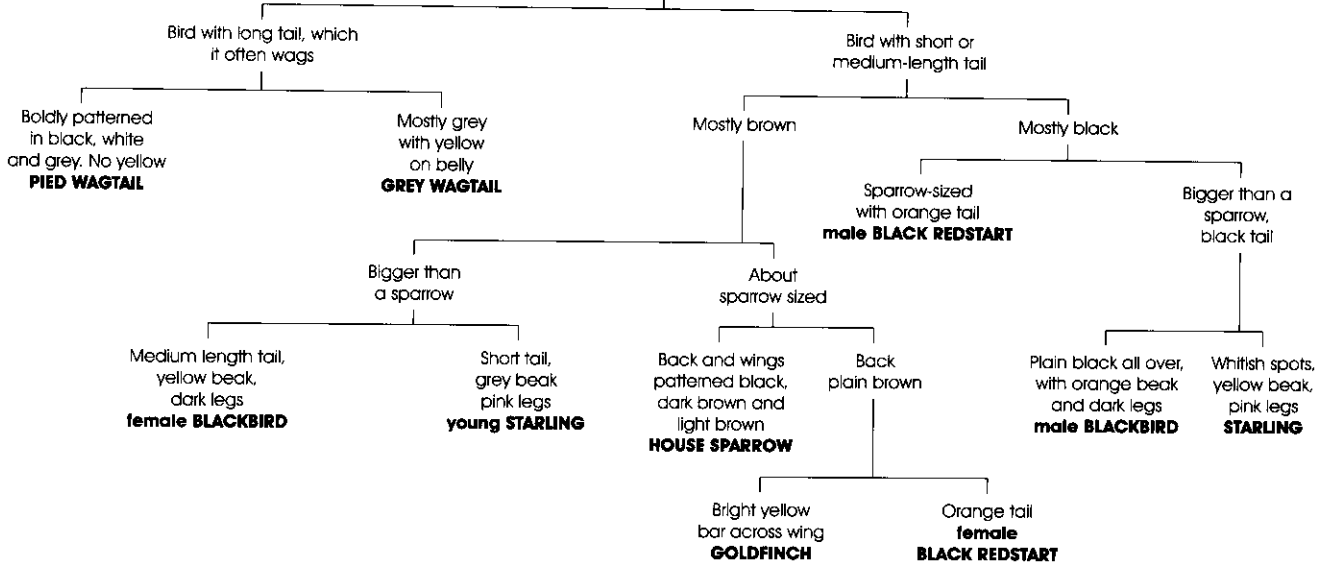 Bird with long tail, which
it often wags
Bird with short or
medium-length tail
Boldly patterned
in black, white
and grey. No yellow
PIED WAGTAIL
Mostly grey
with yellow
on belly
GREY WAGTAIL
Mostly brown
Mostly black
Sparrow-sized
with orange tail
male BLACK REDSTART
Bigger than a
sparrow,
black tail
Bigger than
a sparrow
About
sparrow sized
Medium length tail,
yellow beak,
dark legs
female BLACKBIRD
Short tail,
grey beak
pink legs
young STARLING
Back and wings
patterned black,
dark brown and
light brown
HOUSE SPARROW
Back
plain brown
Plain black all over,
with orange beak
and dark legs
male BLACKBIRD
Whitish spots,
yellow beak,
pink legs
STARLING
Bright yellow
bar across wing
GOLDFINCH
Orange tail
female
BLACK REDSTART